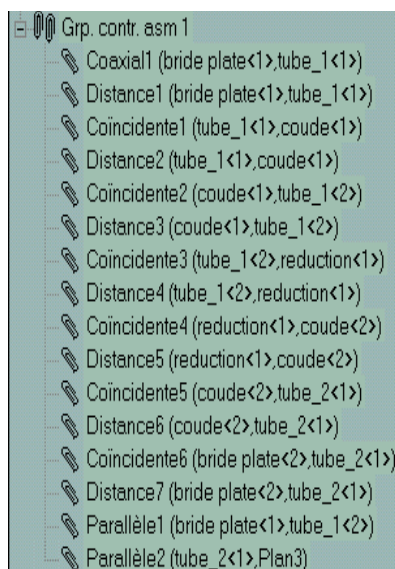 Grp. contr. asm 1
Coaxial1 (bride plate<1>,tube_1<1>)
Distance1 (bride plate<1>,tube_1<1>)
Coïncidente1 (tube_1<1>,coude<1>)
Distance2 (tube_1<1>,coude<1>)
Coïncidente2 (coude<1>,tube_1<2>)
Distance3 (coude<1>,tube_1<2>)
Coïncidente3 (tube_1<2>,reduction<1>)
Distance4 (tube_1<2>,reduction<1>)
Coïncidente4 (reduction<1>,coude<2>)
Distance5 (reduction<1>,coude<2>)
Coïncidente5 (coude<2>,tube_2<1>)
Distance6 (coude<2>,tube_2<1>)
Coïncidente6 (bride plate<2>,tube_2<1>)
Distance7 (bride plate<2>,tube_2<1>)
Parallèle1 (bride plate<1>,tube_1<2>)
Parallèle2 (tube_2<1>,Plan3)